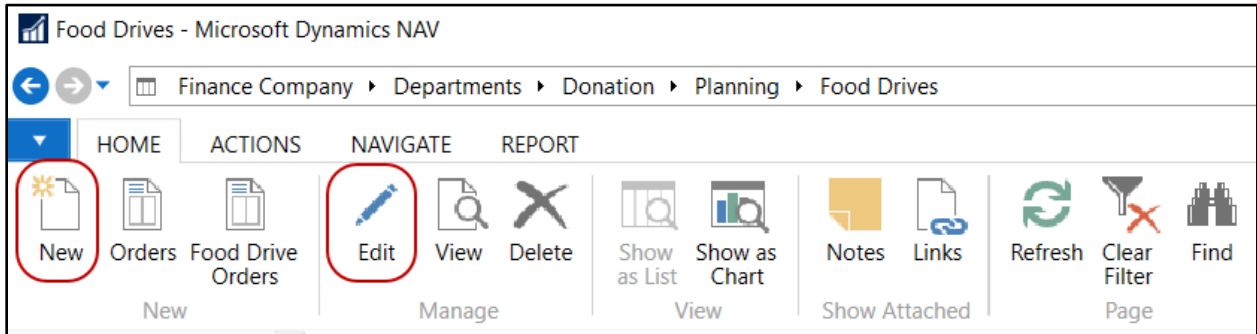 Food Drives - Microsoft Dynamics NAV
Finance Company ▸ Departments ▸ Donation ▸ Planning ▸ Food Drives
HOME ACTIONS NAVIGATE REPORT
New Orders Food Drive Edit View Delete Show Show as Notes Links Refresh Clear Find
Orders as List Chart Filter
New Manage View Show Attached Page